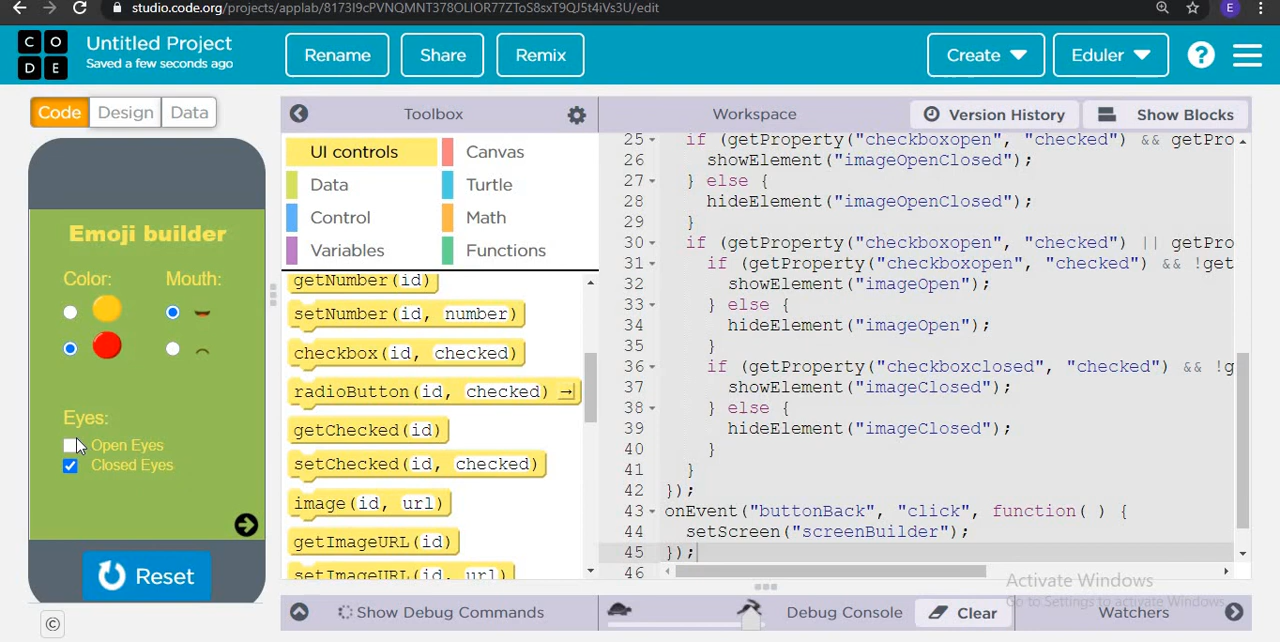 studio.code.org/projects/applab/8173I9cPVNQMNT378OLIOR77ZToS8sxT9QJ5t4iVs3U/edit
E
C O
D E
Untitled Project
Saved a few seconds ago
Rename
Share
Remix
Create
Eduler
?
Code
Design
Data
Toolbox
Workspace
Version History
Show Blocks
Emoji builder
Color:
Mouth:
Eyes:
Open Eyes
Closed Eyes
Reset
©
UI controls
Canvas
Data
Turtle
Control
Math
Variables
Functions
getNumber(id)
setNumber(id, number)
checkbox(id, checked)
radioButton(id, checked)
getChecked(id)
setChecked(id, checked)
image(id, url)
getImageURL(id)
setImageURL(id, url)
25 if (getProperty("checkboxopen", "checked") && getPro
26 showElement("imageOpenClosed");
27 } else {
28 hideElement("imageOpenClosed");
29 }
30 if (getProperty("checkboxopen", "checked") || getPro
31 if (getProperty("checkboxopen", "checked") && !get
32 showElement("imageOpen");
33 } else {
34 hideElement("imageOpen");
35 }
36 if (getProperty("checkboxclosed", "checked") && !g
37 showElement("imageClosed");
38 } else {
39 hideElement("imageClosed");
40 }
41 }
42 });
43 onEvent("buttonBack", "click", function( ) {
44 setScreen("screenBuilder");
45 });
46
Activate Windows
Go to Settings to activate Windows.
Show Debug Commands
Debug Console
Clear
Watchers